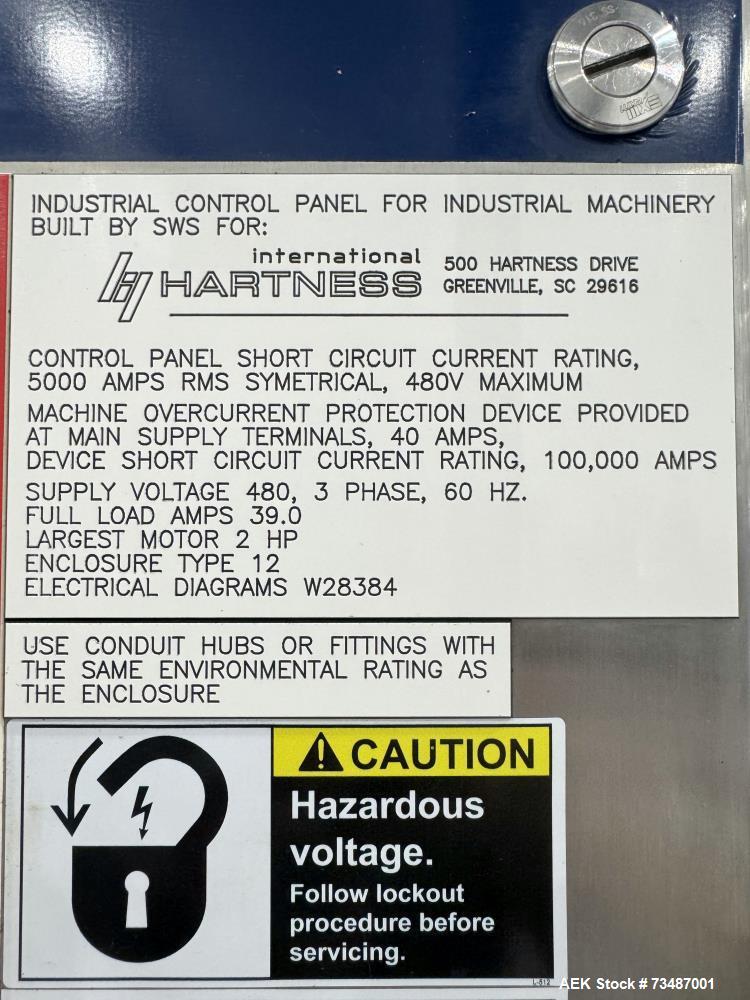 INDUSTRIAL CONTROL PANEL FOR INDUSTRIAL MACHINERY
BUILT BY SWS FOR:
international
HARTNESS
500 HARTNESS DRIVE
GREENVILLE, SC 29616
CONTROL PANEL SHORT CIRCUIT CURRENT RATING,
5000 AMPS RMS SYMETRICAL, 480V MAXIMUM
MACHINE OVERCURRENT PROTECTION DEVICE PROVIDED
AT MAIN SUPPLY TERMINALS, 40 AMPS,
DEVICE SHORT CIRCUIT CURRENT RATING, 100,000 AMPS
SUPPLY VOLTAGE 480, 3 PHASE, 60 HZ.
FULL LOAD AMPS 39.0
LARGEST MOTOR 2 HP
ENCLOSURE TYPE 12
ELECTRICAL DIAGRAMS W28384
USE CONDUIT HUBS OR FITTINGS WITH
THE SAME ENVIRONMENTAL RATING AS
THE ENCLOSURE
CAUTION
Hazardous
voltage.
Follow lockout
procedure before
servicing.
AEK Stock # 73487001